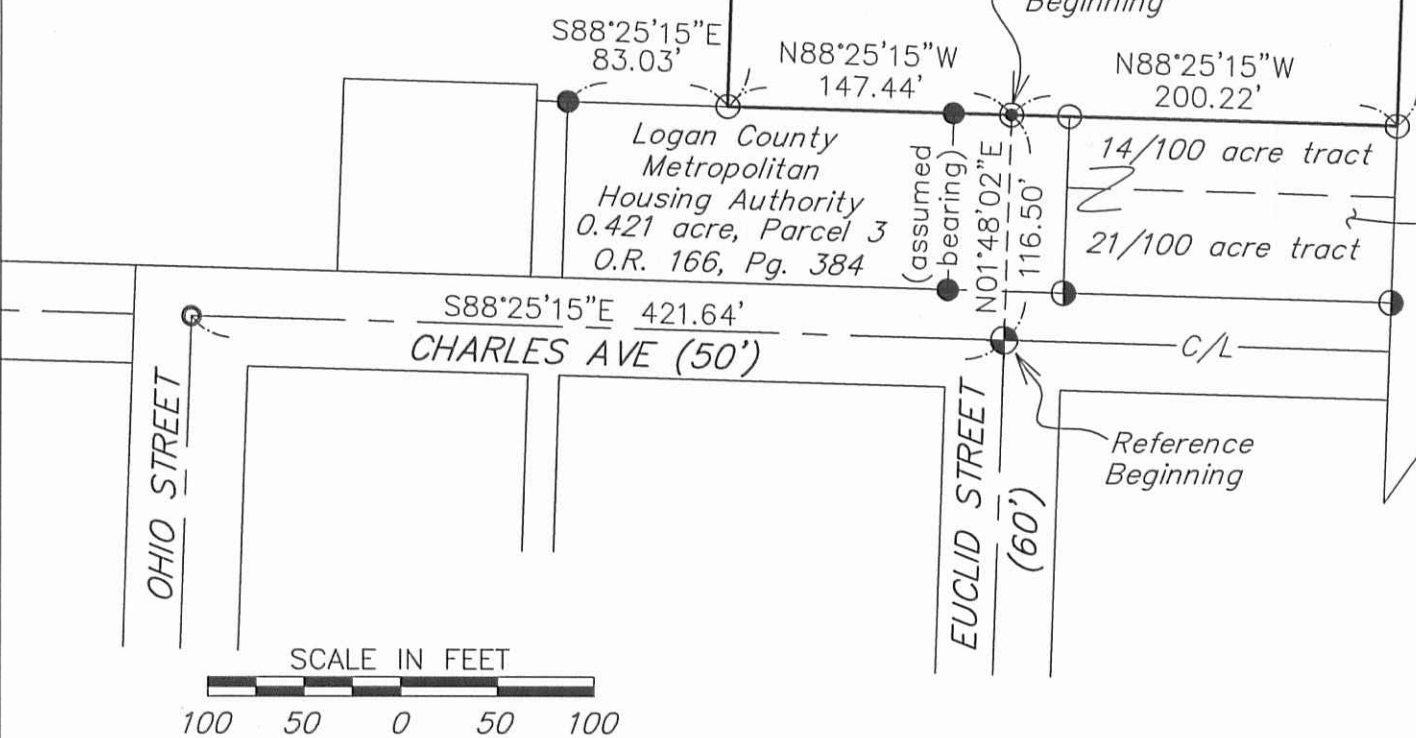 Beginning
S88°25'15"E
83.03'
N88°25'15"W
147.44'
N88°25'15"W
200.22'
Logan County
Metropolitan
Housing Authority
0.421 acre, Parcel 3
O.R. 166, Pg. 384
(assumed
bearing)
N01°48'02"E
116.50'
14/100 acre tract
21/100 acre tract
S88°25'15"E 421.64'
CHARLES AVE (50')
C/L
OHIO STREET
EUCLID STREET
(60')
Reference
Beginning
SCALE IN FEET
100 50 0 50 100